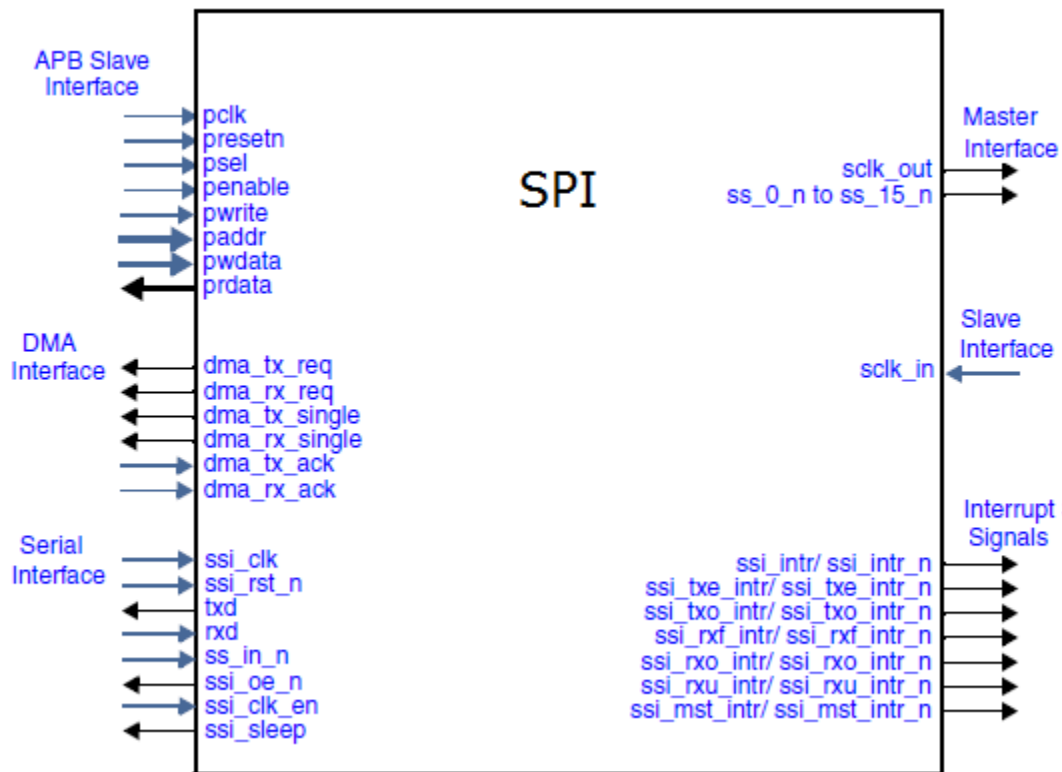 APB Slave
Interface
pclk
presetn
psel
penable
pwrite
paddr
pwdata
prdata
DMA
Interface
dma_tx_req
dma_rx_req
dma_tx_single
dma_rx_single
dma_tx_ack
dma_rx_ack
Serial
Interface
ssi_clk
ssi_rst_n
txd
rxd
ss_in_n
ssi_oe_n
ssi_clk_en
ssi_sleep
SPI
Master
Interface
sclk_out
ss_0_n to ss_15_n
Slave
Interface
sclk_in
Interrupt
Signals
ssi_intr/ ssi_intr_n
ssi_txe_intr/ ssi_txe_intr_n
ssi_txo_intr/ ssi_txo_intr_n
ssi_rxf_intr/ ssi_rxf_intr_n
ssi_rxo_intr/ ssi_rxo_intr_n
ssi_rxu_intr/ ssi_rxu_intr_n
ssi_mst_intr/ ssi_mst_intr_n